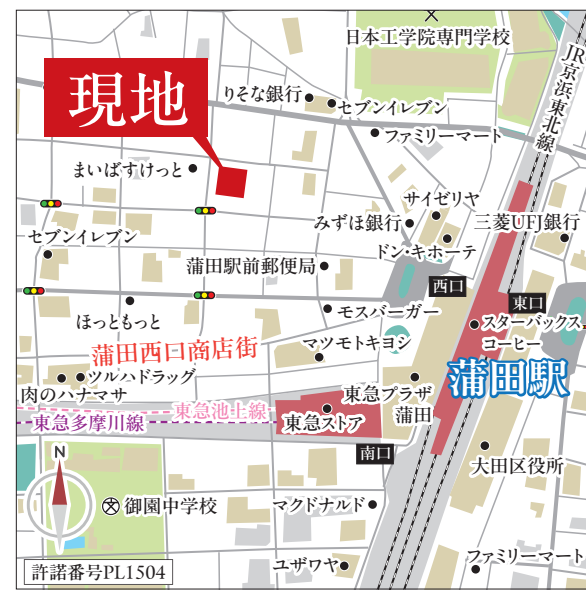 日本工学院専門学校
JR京浜東北線
りそな銀行
セブンイレブン
現地
ファミリーマート
まいばすけっと
サイゼリヤ
みずほ銀行
三菱UFJ銀行
セブンイレブン
ドン・キホーテ
蒲田駅前郵便局
西口
東口
モスバーガー
スターバックス
コーヒー
ほっともっと
マツモトキヨシ
蒲田西口商店街
蒲田駅
ツルハドラッグ
肉のハナマサ
東急プラザ
蒲田
東急池上線
東急多摩川線
東急ストア
南口
大田区役所
N
御園中学校
マクドナルド
ユザワヤ
ファミリーマート
許諾番号PL1504